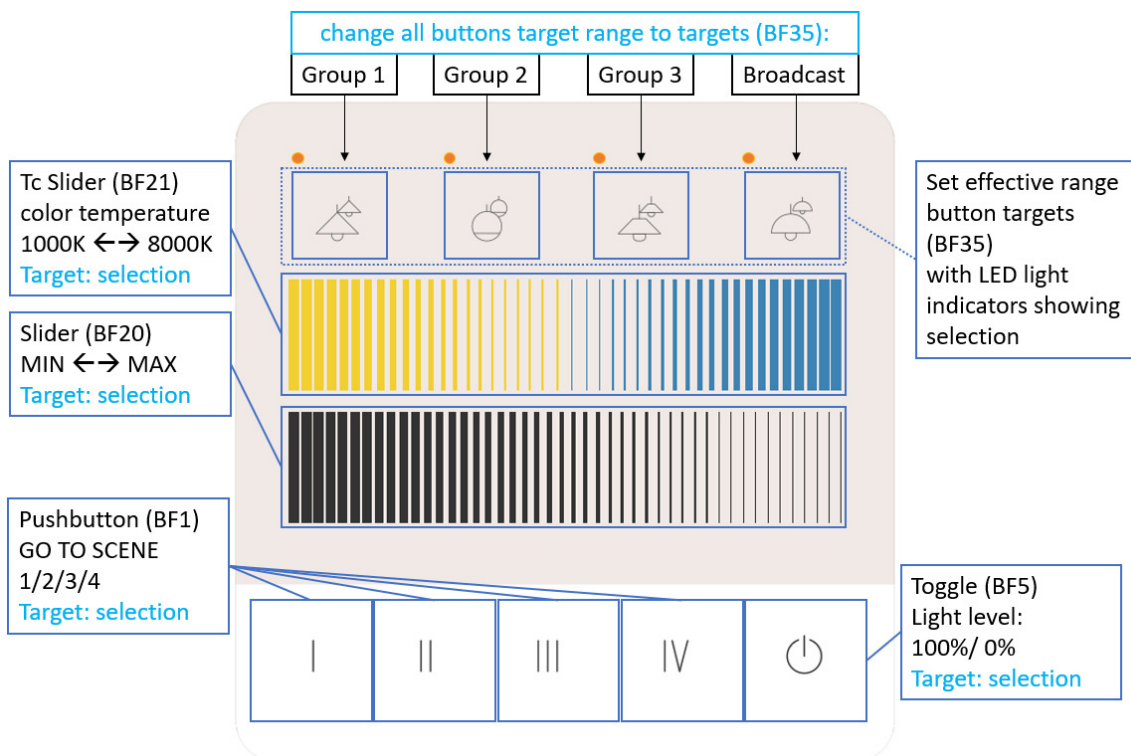 change all buttons target range to targets (BF35):
Group 1
Group 2
Group 3
Broadcast
Tc Slider (BF21)
color temperature
1000K ←→ 8000K
Target: selection
Set effective range
button targets
(BF35)
with LED light
indicators showing
selection
Slider (BF20)
MIN ←→ MAX
Target: selection
Pushbutton (BF1)
GO TO SCENE
1/2/3/4
Target: selection
I
II
III
IV
Toggle (BF5)
Light level:
100%/ 0%
Target: selection